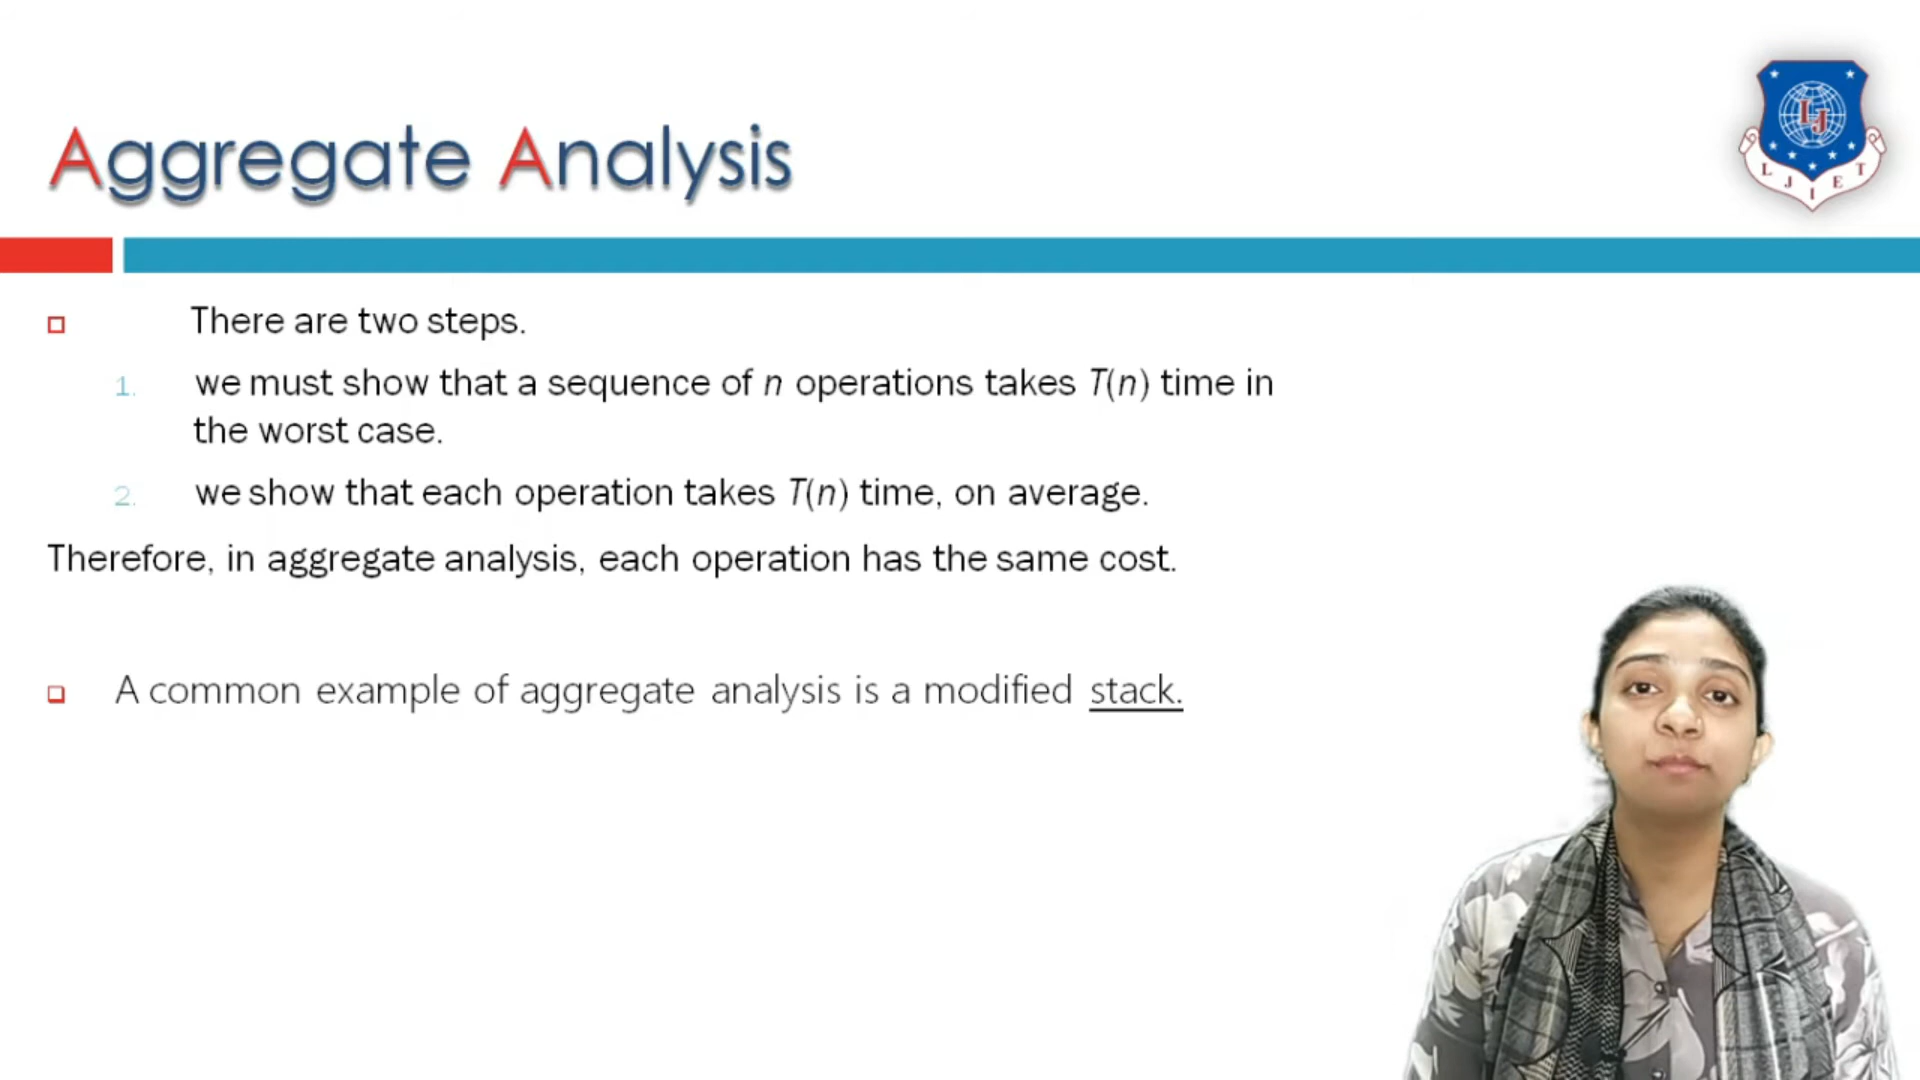 Aggregate Analysis
LJ
LJIET
There are two steps.
1. we must show that a sequence of n operations takes T(n) time in
the worst case.
2. we show that each operation takes T(n) time, on average.
Therefore, in aggregate analysis, each operation has the same cost.
A common example of aggregate analysis is a modified stack.